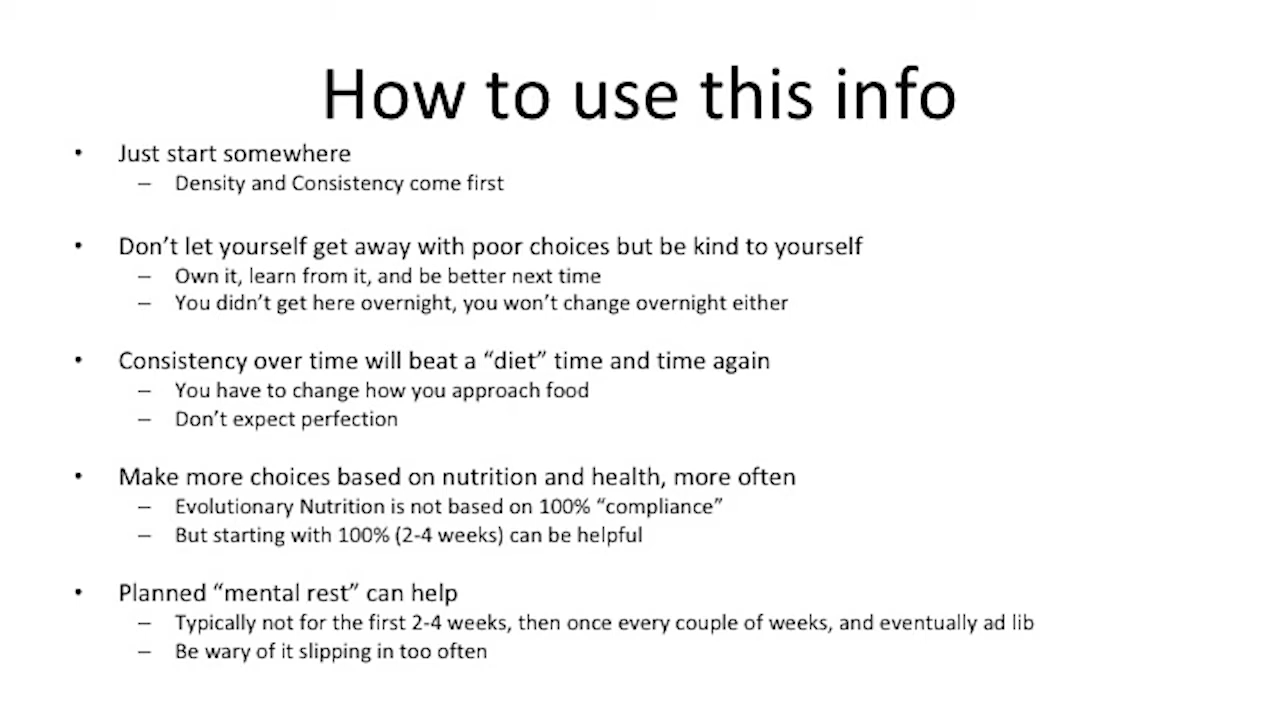 How to use this info
• Just start somewhere
– Density and Consistency come first
• Don’t let yourself get away with poor choices but be kind to yourself
– Own it, learn from it, and be better next time
– You didn’t get here overnight, you won’t change overnight either
• Consistency over time will beat a “diet” time and time again
– You have to change how you approach food
– Don’t expect perfection
• Make more choices based on nutrition and health, more often
– Evolutionary Nutrition is not based on 100% “compliance”
– But starting with 100% (2-4 weeks) can be helpful
• Planned “mental rest” can help
– Typically not for the first 2-4 weeks, then once every couple of weeks, and eventually ad lib
– Be wary of it slipping in too often